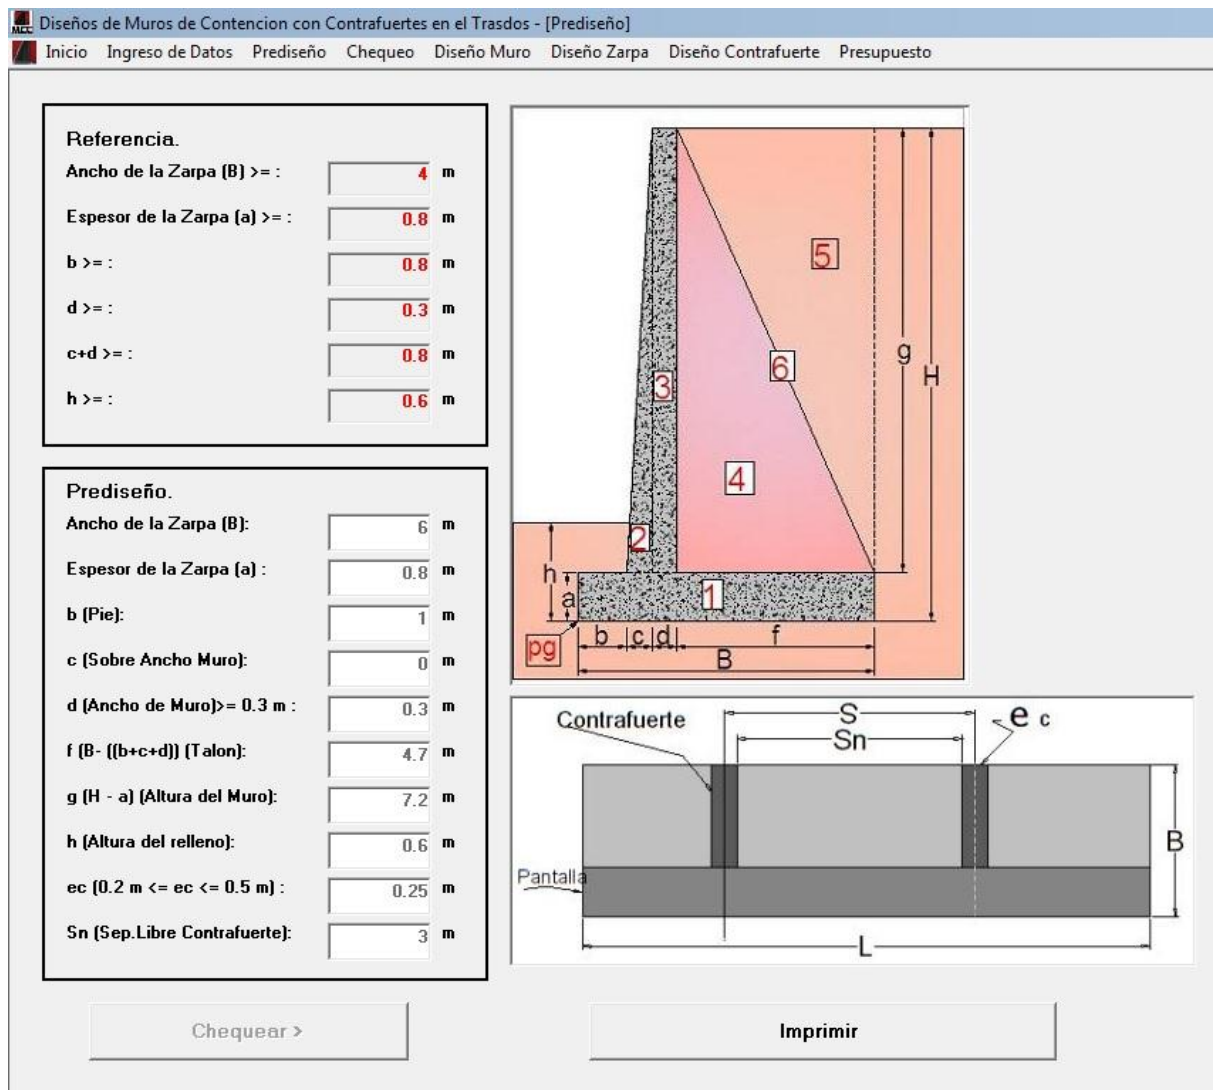 MCC Diseños de Muros de Contencion con Contrafuertes en el Trasdos - [Prediseño]
Inicio Ingreso de Datos Prediseño Chequeo Diseño Muro Diseño Zarpa Diseño Contrafuerte Presupuesto
Referencia.
Ancho de la Zarpa (B) >= : 4 m
Espesor de la Zarpa (a) >= : 0.8 m
b >= : 0.8 m
d >= : 0.3 m
c+d >= : 0.8 m
h >= : 0.6 m
Prediseño.
Ancho de la Zarpa (B): 6 m
Espesor de la Zarpa (a) : 0.8 m
b (Pie): 1 m
c (Sobre Ancho Muro): 0 m
d (Ancho de Muro)>= 0.3 m : 0.3 m
f (B- ((b+c+d)) (Talon): 4.7 m
g (H - a) (Altura del Muro): 7.2 m
h (Altura del relleno): 0.6 m
ec (0.2 m <= ec <= 0.5 m) : 0.25 m
Sn (Sep.Libre Contrafuerte): 3 m
5
g
H
6
3
4
2
h
a
1
b c d f
pg
B
Contrafuerte
S
e c
Sn
B
Pantalla
L
Chequear >
Imprimir